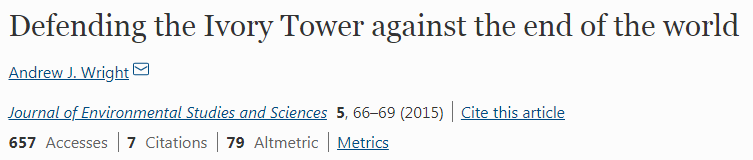 Defending the Ivory Tower against the end of the world
Andrew J. Wright
Journal of Environmental Studies and Sciences 5, 66–69 (2015) | Cite this article
657 Accesses | 7 Citations | 79 Altmetric | Metrics